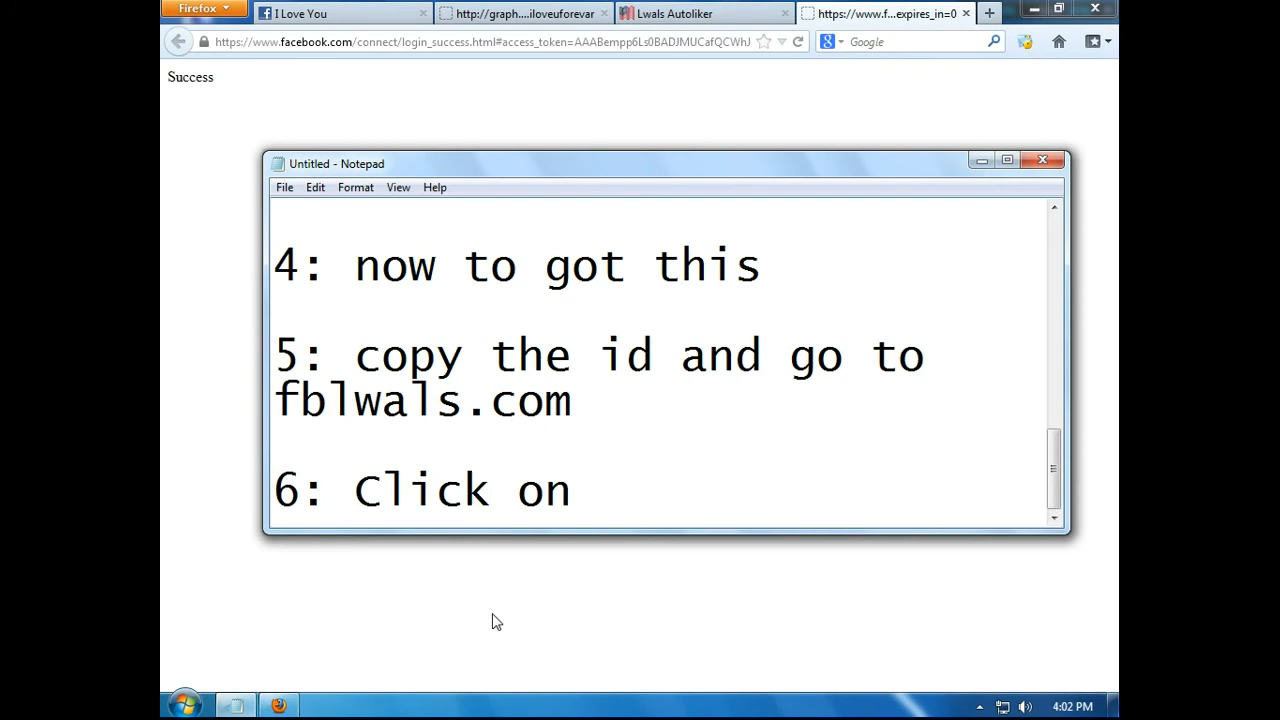 Firefox
I Love You
http://graph....iloveuforevar
Lwals Autoliker
https://www.f...expires_in=0
https://www.facebook.com/connect/login_success.html#access_token=AAABempp6Ls0BADJMUCafQCWhJ
Google
Success
Untitled - Notepad
File Edit Format View Help
4: now to got this
5: copy the id and go to
fblwals.com
6: Click on
4:02 PM